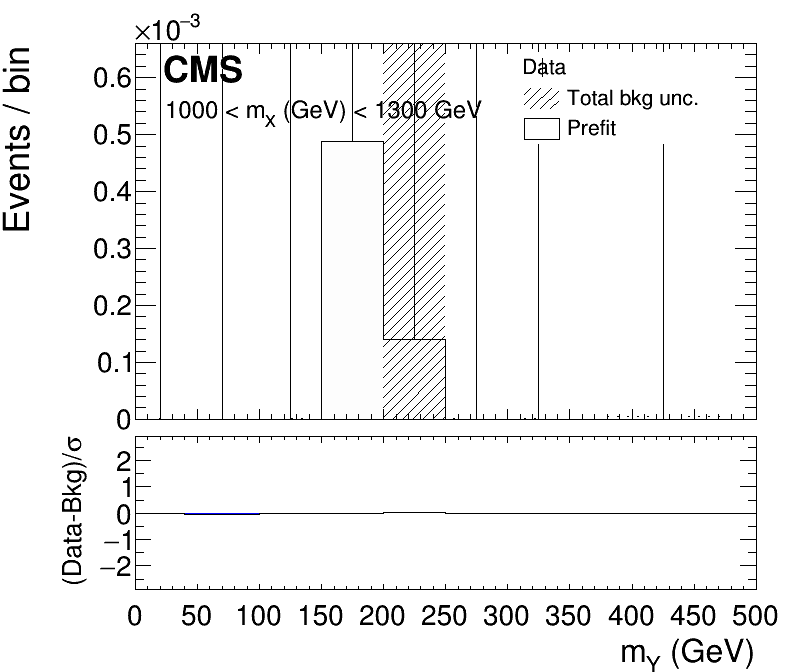 ×10⁻³
CMS
1000 < m_X (GeV) < 1300 GeV
Data
Total bkg unc.
Prefit
Events / bin
0.6
0.5
0.4
0.3
0.2
0.1
0
(Data-Bkg)/σ
2
1
0
−1
−2
0 50 100 150 200 250 300 350 400 450 500
m_Y (GeV)